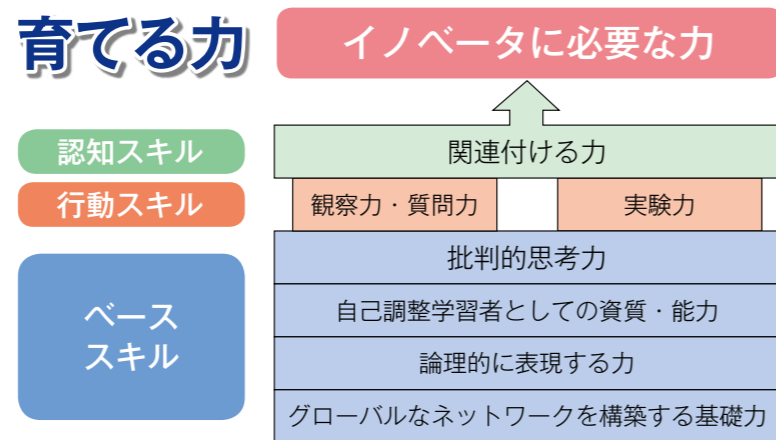 育てる力
イノベータに必要な力
認知スキル
関連付ける力
行動スキル
観察力・質問力
実験力
ベース
スキル
批判的思考力
自己調整学習者としての資質・能力
論理的に表現する力
グローバルなネットワークを構築する基礎力